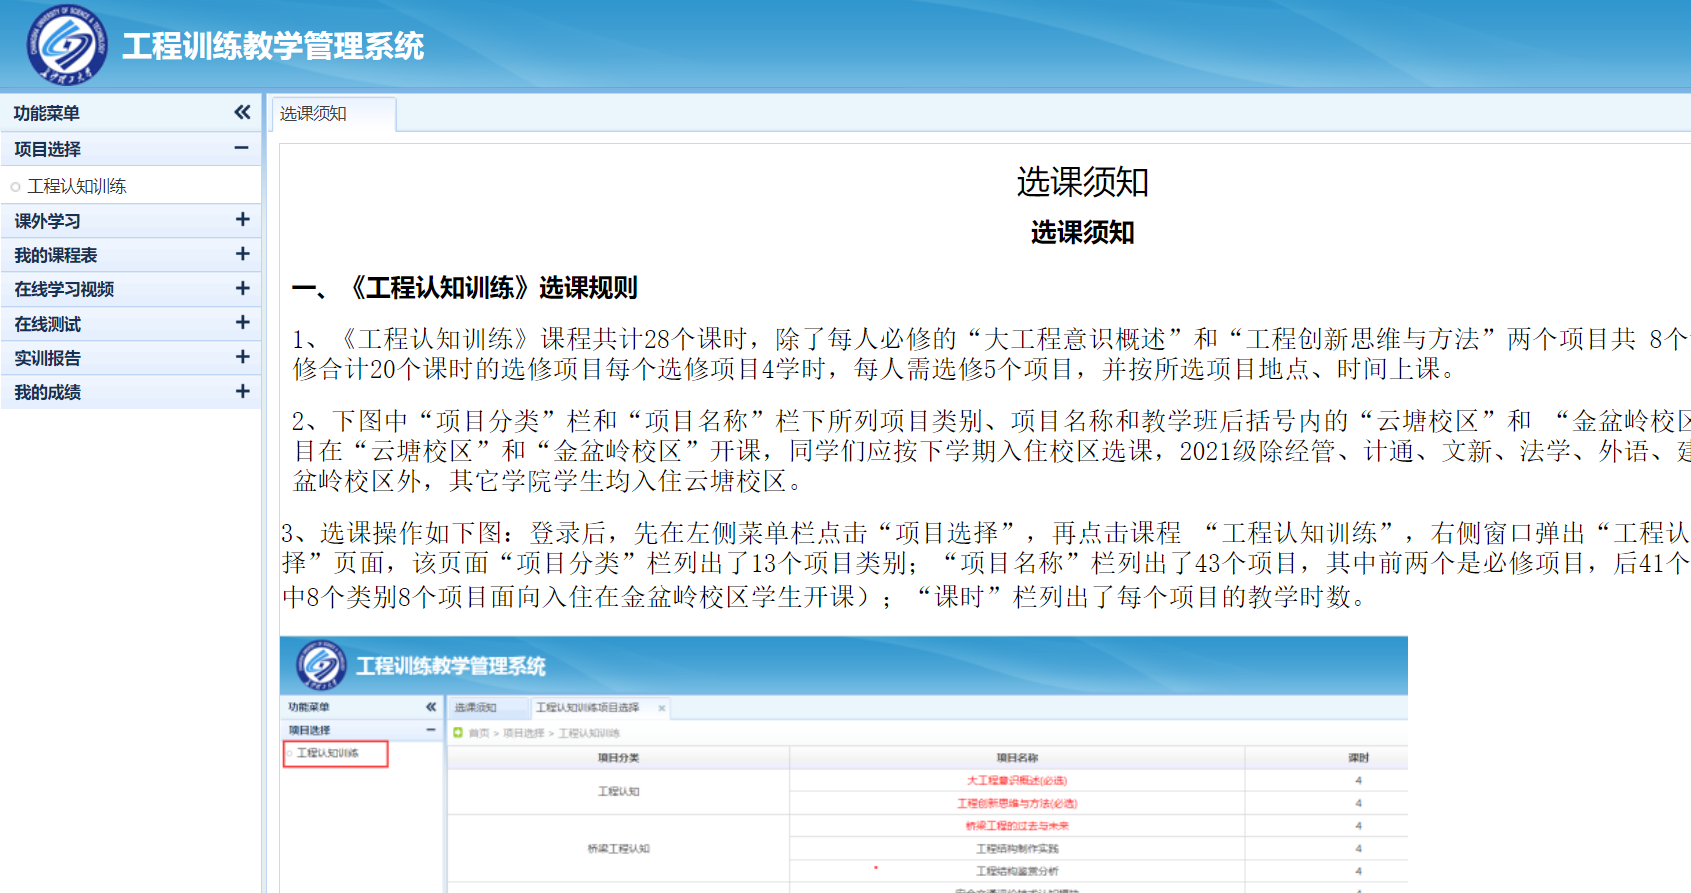 工程训练教学管理系统
功能菜单
项目选择
工程认知训练
课外学习
我的课程表
在线学习视频
在线测试
实训报告
我的成绩
选课须知
选课须知
选课须知
一、《工程认知训练》选课规则
1、《工程认知训练》课程共计28个课时，除了每人必修的“大工程意识概述”和“工程创新思维与方法”两个项目共 8个
修合计20个课时的选修项目每个选修项目4学时，每人需选修5个项目，并按所选项目地点、时间上课。
2、下图中“项目分类”栏和“项目名称”栏下所列项目类别、项目名称和教学班后括号内的“云塘校区”和 “金盆岭校区
目在“云塘校区”和“金盆岭校区”开课，同学们应按下学期入住校区选课，2021级除经管、计通、文新、法学、外语、建
盆岭校区外，其它学院学生均入住云塘校区。
3、选课操作如下图：登录后，先在左侧菜单栏点击“项目选择”，再点击课程 “工程认知训练”，右侧窗口弹出“工程认
择”页面，该页面“项目分类”栏列出了13个项目类别；“项目名称”栏列出了43个项目，其中前两个是必修项目，后41个
中8个类别8个项目面向入住在金盆岭校区学生开课）；“课时”栏列出了每个项目的教学时数。
工程训练教学管理系统
功能菜单
项目选择
工程认知训练
选课须知 工程认知训练项目选择 ×
首页 > 项目选择 > 工程认知训练
项目分类 项目名称 课时
工程认知
大工程意识概述(必选) 4
工程创新思维与方法(必选) 4
桥梁工程认知
桥梁工程的过去与未来 4
工程结构制作实践 4
工程结构鉴赏分析 4